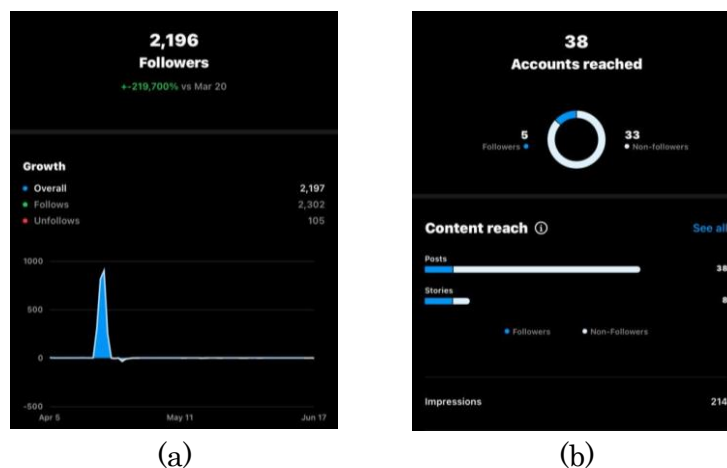 2,196
Followers
+-219,700% vs Mar 20
Growth
Overall 2,197
Follows 2,302
Unfollows 105
1000
500
0
-500
Apr 5 May 11 Jun 17
(a)
38
Accounts reached
5 33
Followers Non-followers
Content reach
See all
Posts
38
Stories
8
Followers Non-Followers
Impressions 214
(b)